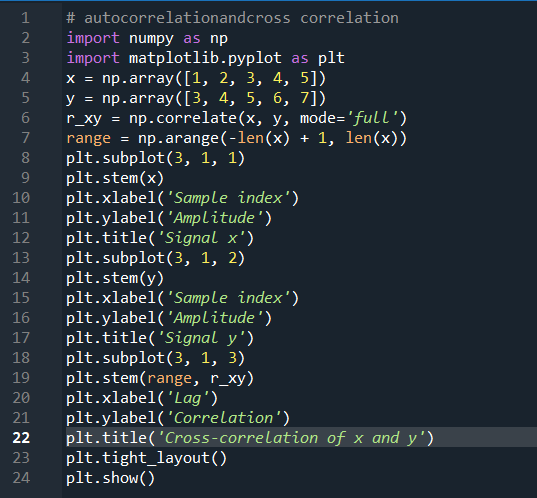 1 # autocorrelationandcross correlation
2 import numpy as np
3 import matplotlib.pyplot as plt
4 x = np.array([1, 2, 3, 4, 5])
5 y = np.array([3, 4, 5, 6, 7])
6 r_xy = np.correlate(x, y, mode='full')
7 range = np.arange(-len(x) + 1, len(x))
8 plt.subplot(3, 1, 1)
9 plt.stem(x)
10 plt.xlabel('Sample index')
11 plt.ylabel('Amplitude')
12 plt.title('Signal x')
13 plt.subplot(3, 1, 2)
14 plt.stem(y)
15 plt.xlabel('Sample index')
16 plt.ylabel('Amplitude')
17 plt.title('Signal y')
18 plt.subplot(3, 1, 3)
19 plt.stem(range, r_xy)
20 plt.xlabel('Lag')
21 plt.ylabel('Correlation')
22 plt.title('Cross-correlation of x and y')
23 plt.tight_layout()
24 plt.show()